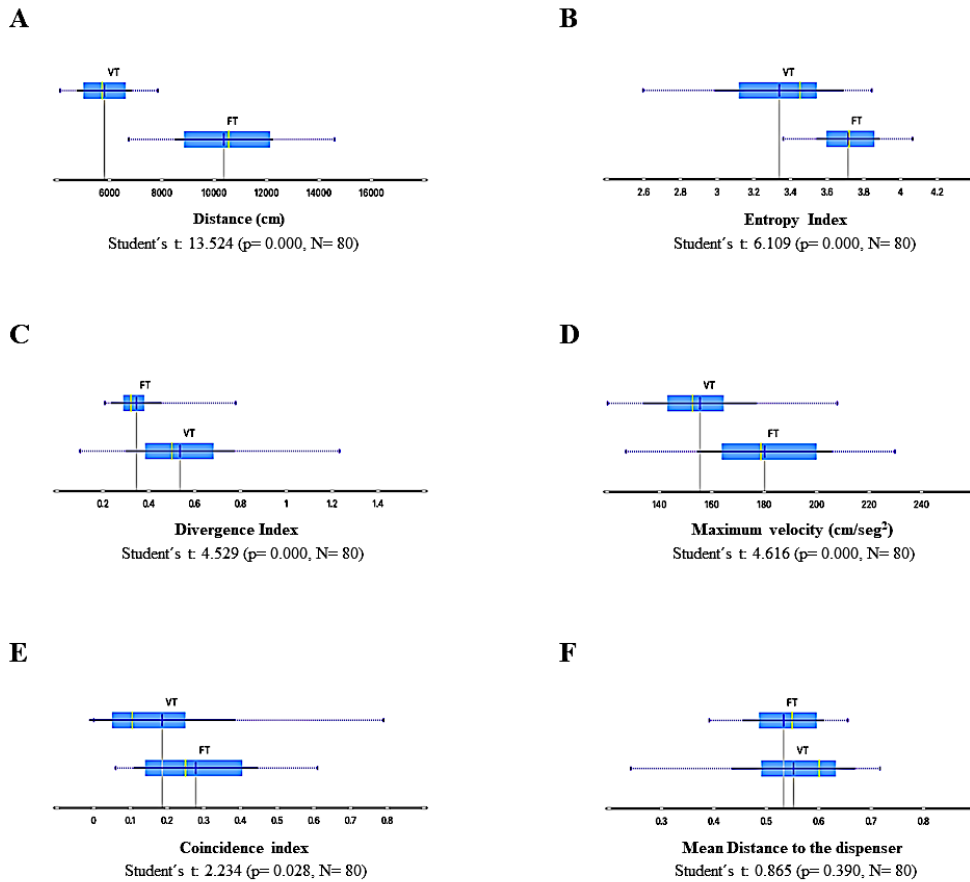 A
B
VT
FT
6000 8000 10000 12000 14000 16000
Distance (cm)
Student´s t: 13.524 (p= 0.000, N= 80)
VT
FT
2.6 3 3.4 3.8 4 4.2
Entropy Index
Student´s t: 6.109 (p= 0.000, N= 80)
C
D
FT
VT
0.2 0.4 0.6 0.8 1 1.2 1.4
Divergence Index
Student´s t: 4.529 (p= 0.000, N= 80)
VT
FT
140 160 180 200 220 240
Maximum velocity (cm/seg²)
Student´s t: 4.616 (p= 0.000, N= 80)
E
F
VT
FT
0 0.1 0.2 0.3 0.4 0.5 0.6 0.7 0.8
Coincidence index
Student´s t: 2.234 (p= 0.028, N= 80)
FT
VT
0.3 0.4 0.5 0.6 0.7 0.8
Mean Distance to the dispenser
Student´s t: 0.865 (p= 0.390, N= 80)